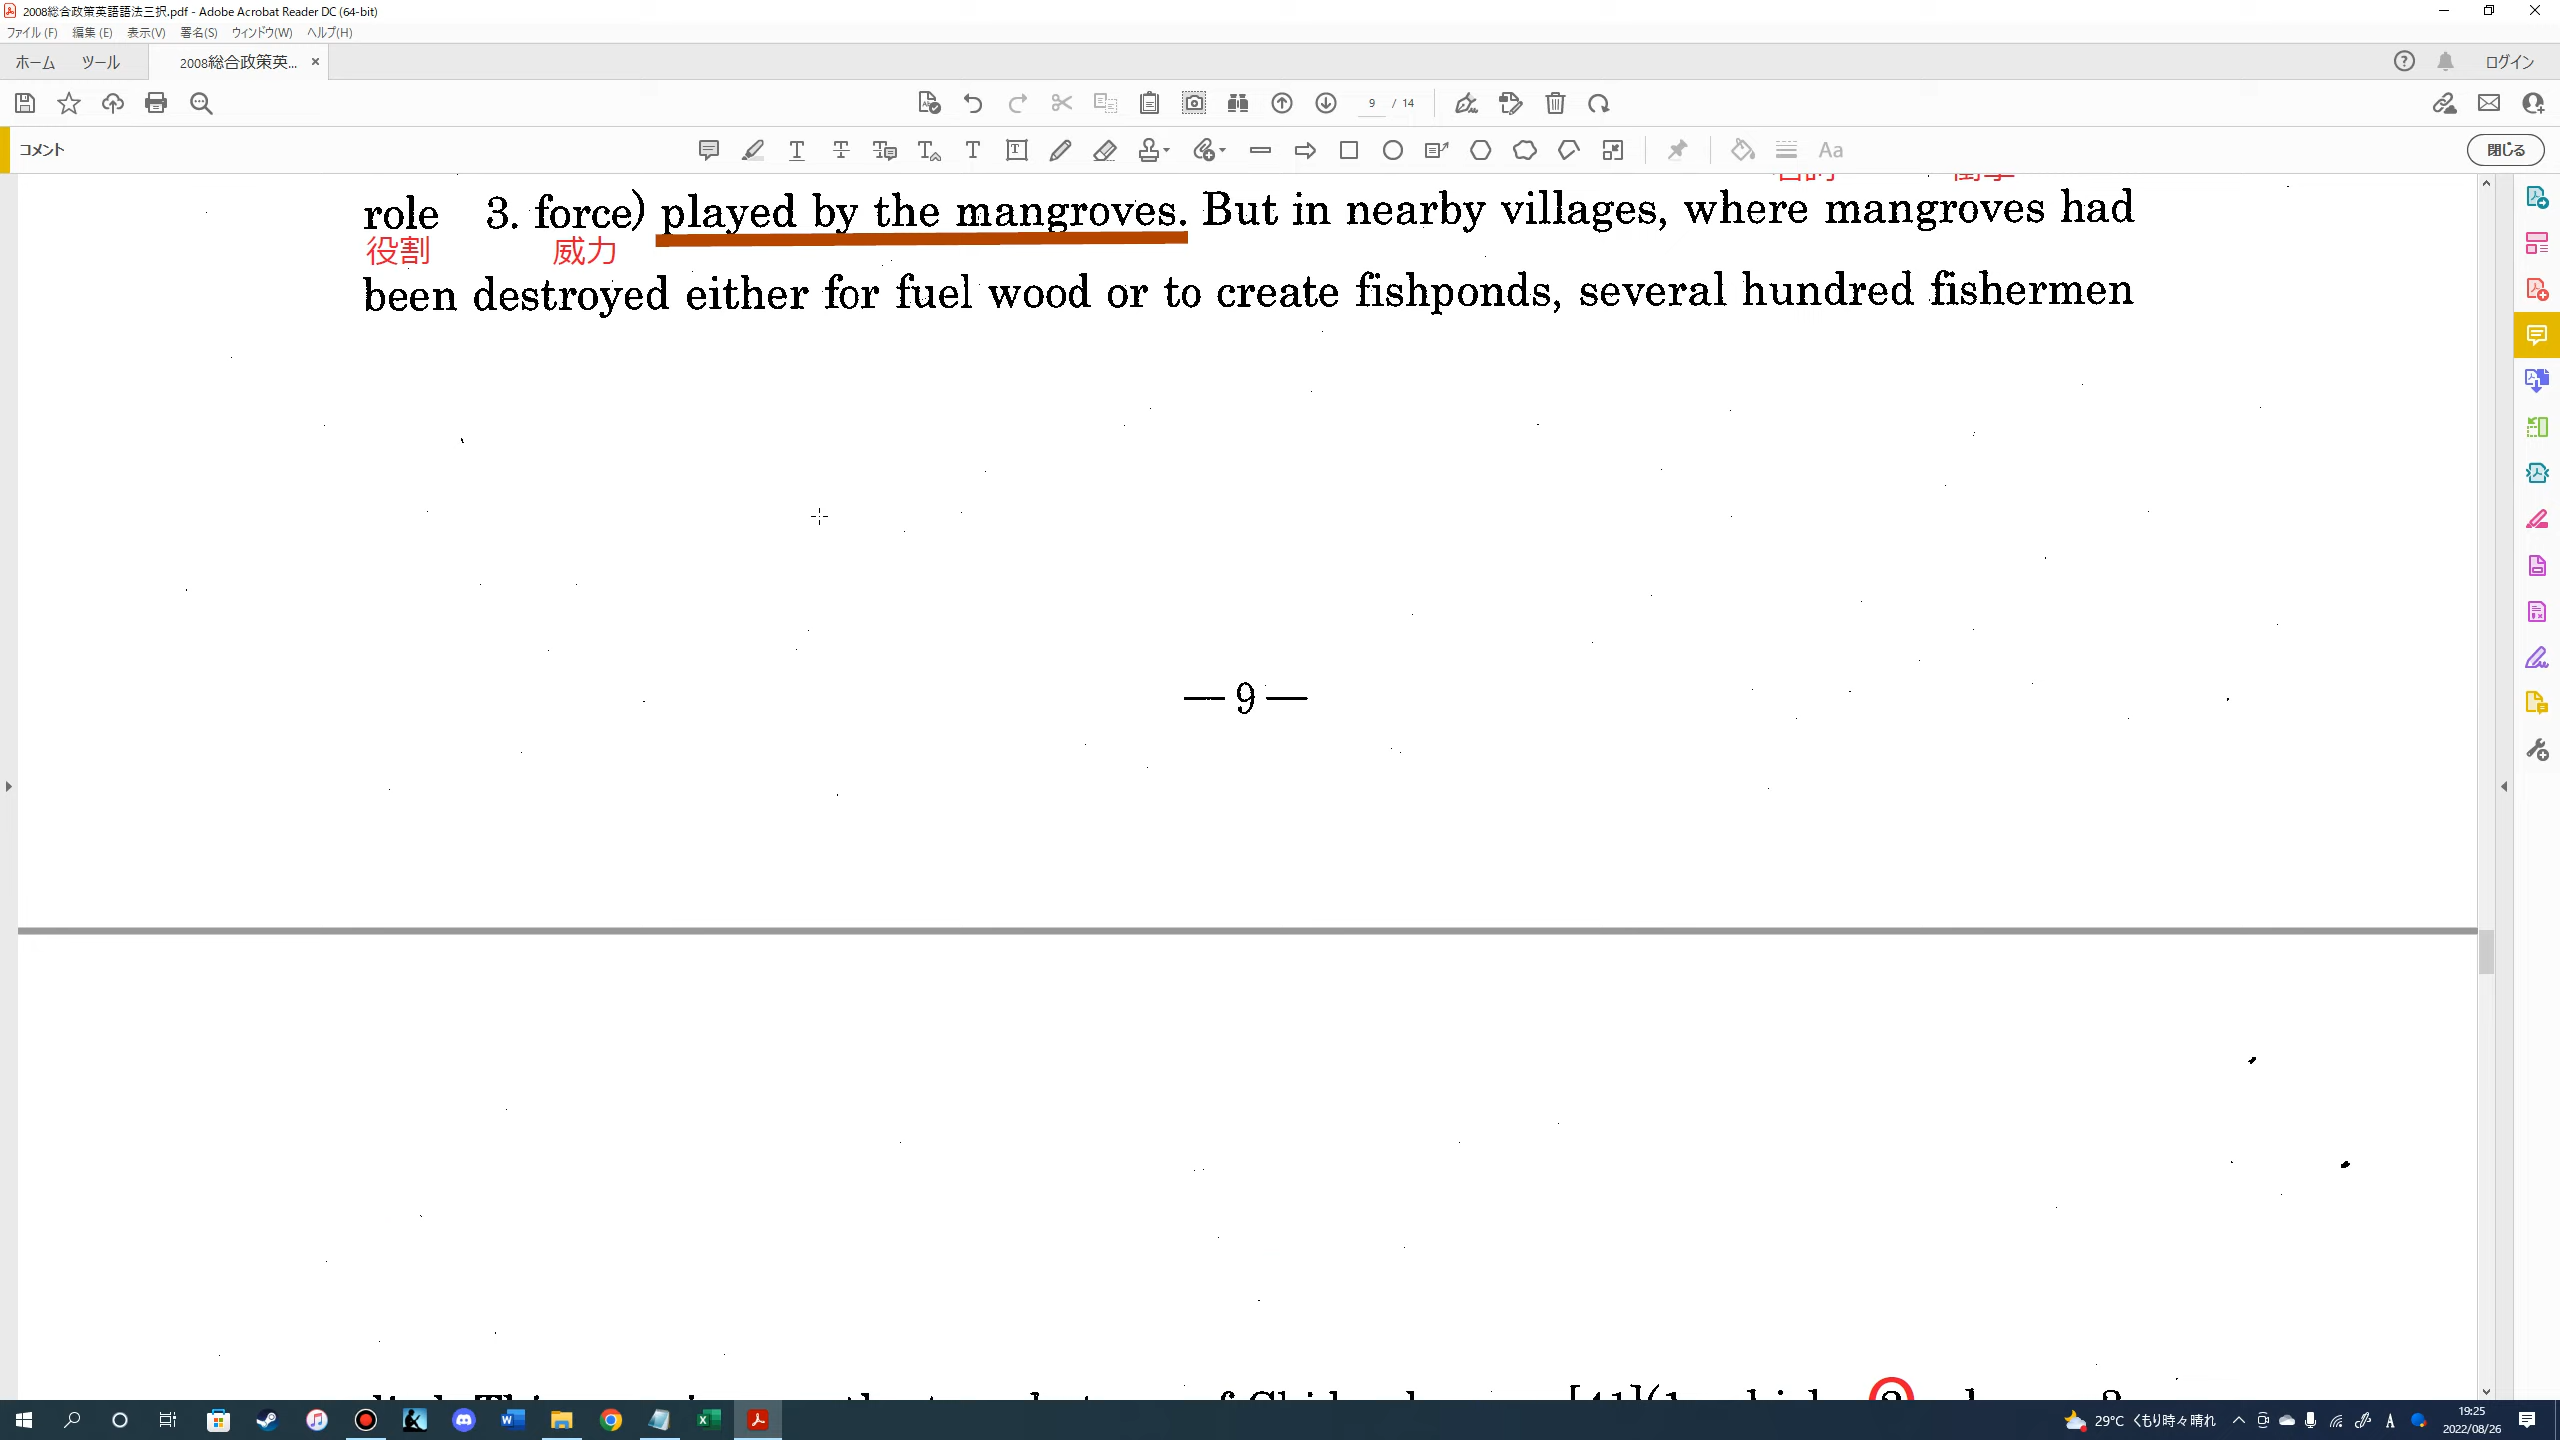 2008総合政策英語語法三択.pdf - Adobe Acrobat Reader DC (64-bit)
ファイル(F) 編集(E) 表示(V) 署名(S) ウィンドウ(W) ヘルプ(H)
ホーム ツール 2008総合政策英... × ログイン
9 / 14
コメント Aa 閉じる
role 3. force) played by the mangroves. But in nearby villages, where mangroves had
役割 威力
been destroyed either for fuel wood or to create fishponds, several hundred fishermen
— 9 —
29°C くもり時々晴れ A 19:25
2022/08/26